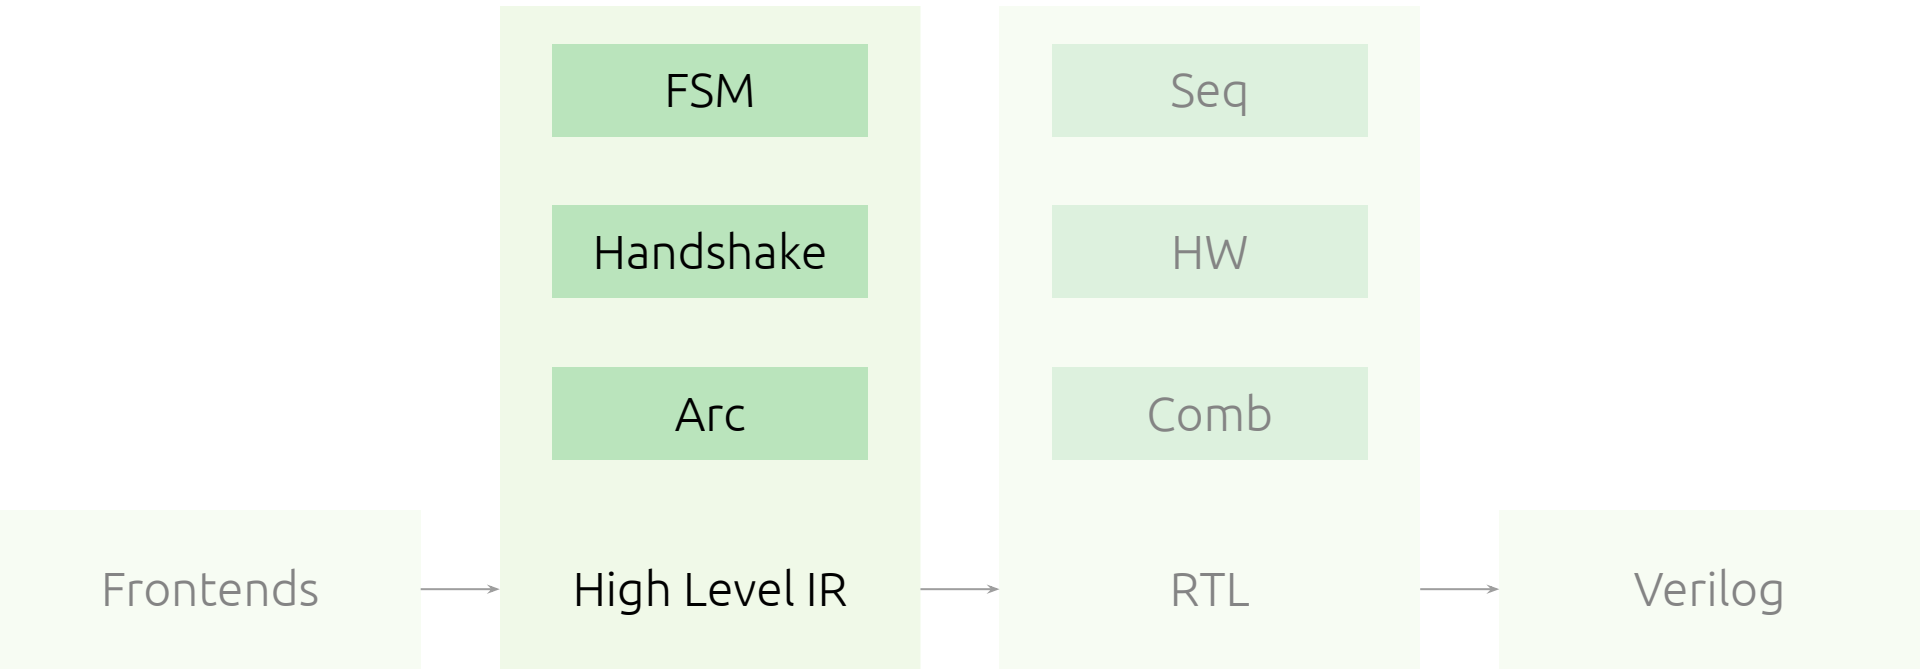 FSM
Handshake
Arc
Seq
HW
Comb
Frontends
High Level IR
RTL
Verilog